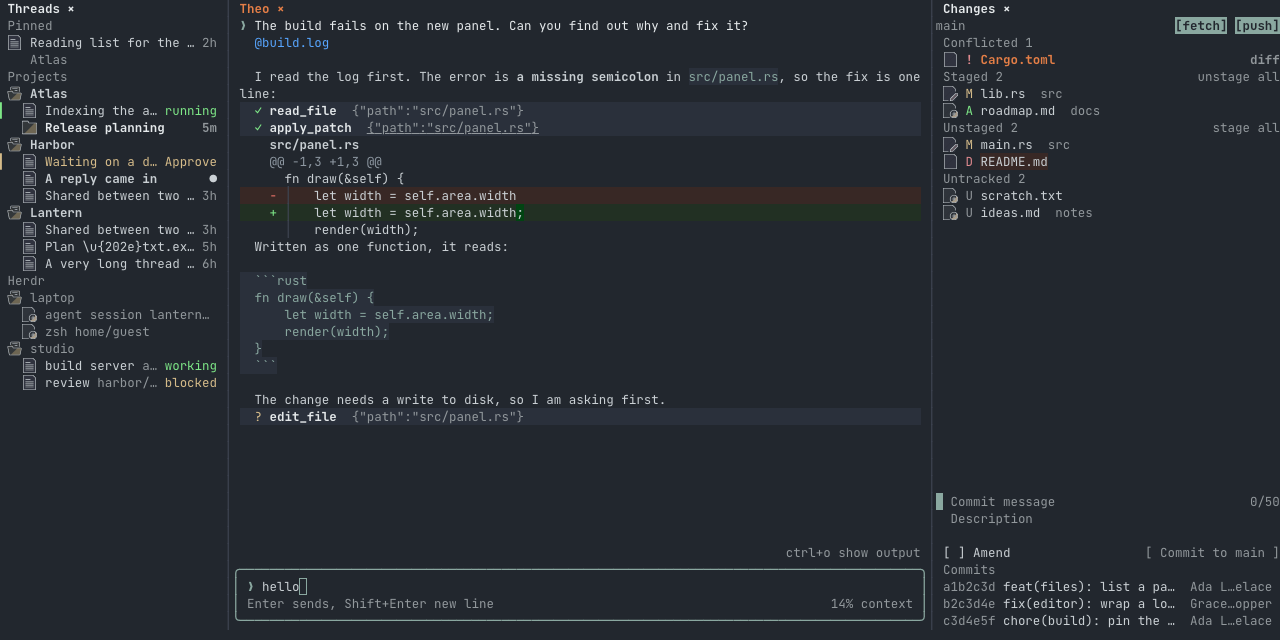 Threads ×
Pinned
Reading list for the … 2h
Atlas
Projects
Atlas
Indexing the a… running
Release planning 5m
Harbor
Waiting on a d… Approve
A reply came in ●
Shared between two … 3h
Lantern
Shared between two … 3h
Plan \u{202e}txt.ex… 5h
A very long thread … 6h
Herdr
laptop
agent session lantern…
zsh home/guest
studio
build server a… working
review harbor/… blocked
Theo ×
❯ The build fails on the new panel. Can you find out why and fix it?
@build.log
I read the log first. The error is a missing semicolon in src/panel.rs, so the fix is one
line:
✓ read_file {"path":"src/panel.rs"}
✓ apply_patch {"path":"src/panel.rs"}
src/panel.rs
@@ -1,3 +1,3 @@
fn draw(&self) {
- let width = self.area.width
+ let width = self.area.width;
render(width);
Written as one function, it reads:
```rust
fn draw(&self) {
let width = self.area.width;
render(width);
}
```
The change needs a write to disk, so I am asking first.
? edit_file {"path":"src/panel.rs"}
ctrl+o show output
❯ hello
Enter sends, Shift+Enter new line 14% context
Changes ×
main [fetch] [push]
Conflicted 1
! Cargo.toml diff
Staged 2 unstage all
M lib.rs src
A roadmap.md docs
Unstaged 2 stage all
M main.rs src
D README.md
Untracked 2
U scratch.txt
U ideas.md notes
Commit message 0/50
Description
[ ] Amend [ Commit to main ]
Commits
a1b2c3d feat(files): list a pa… Ada L…elace
b2c3d4e fix(editor): wrap a lo… Grace…opper
c3d4e5f chore(build): pin the … Ada L…elace